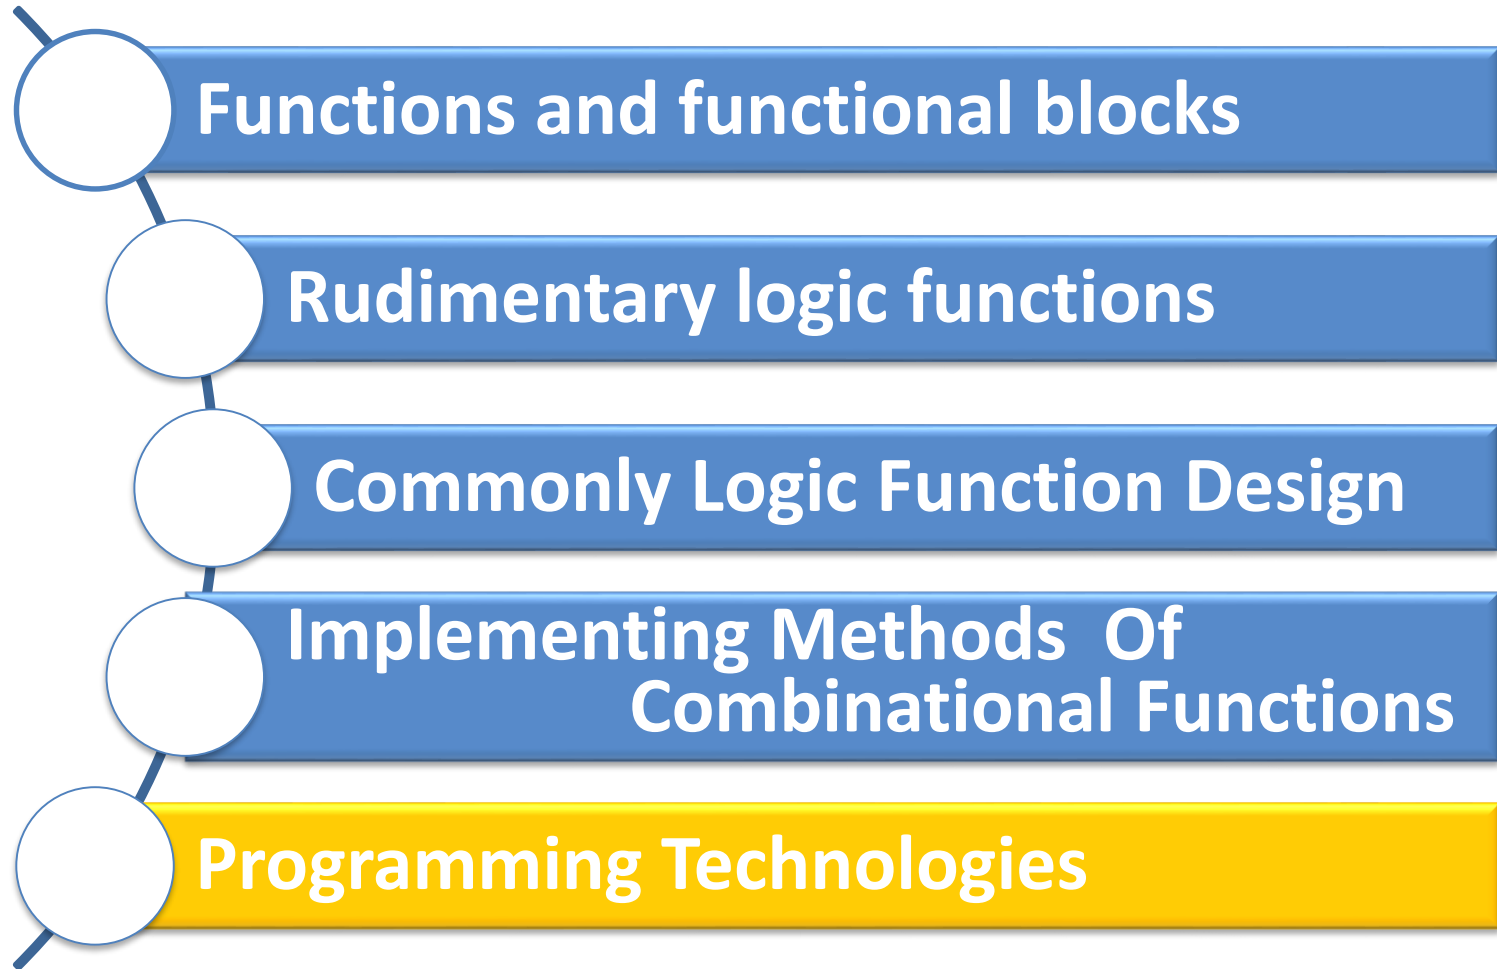 Functions and functional blocks
Rudimentary logic functions
Commonly Logic Function Design
Implementing Methods  Of
Combinational Functions
Programming Technologies